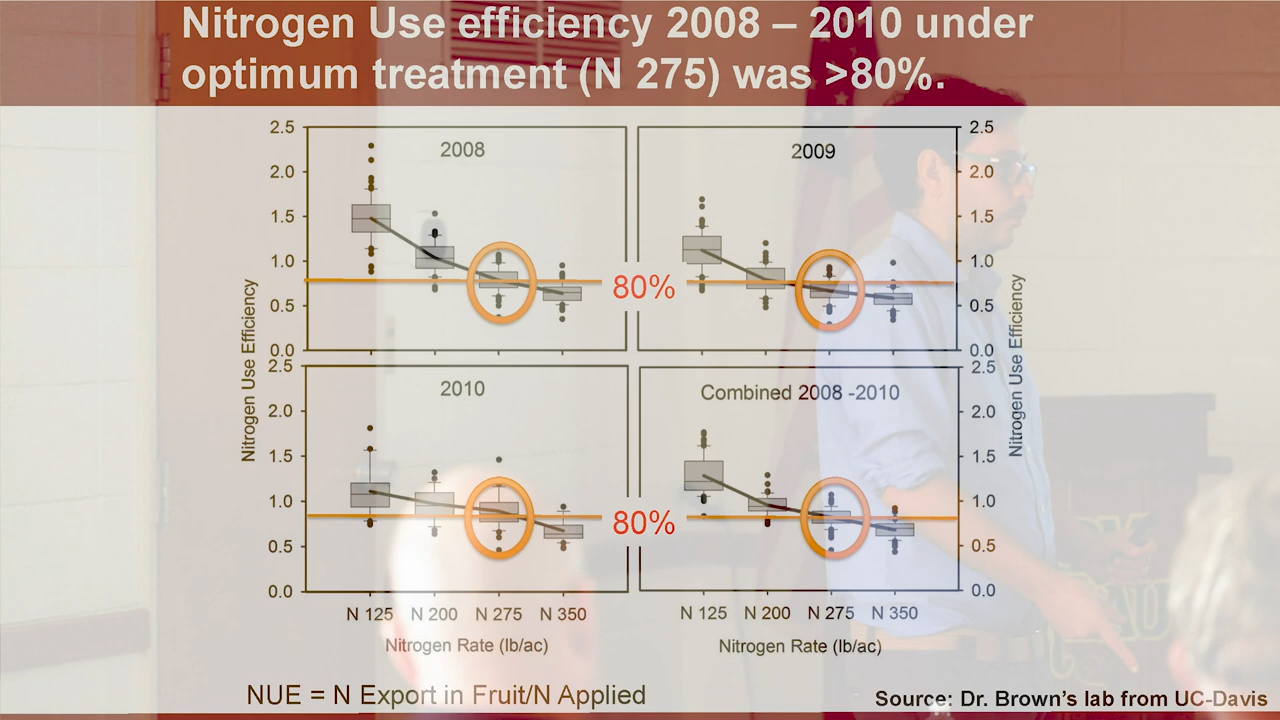 Nitrogen Use efficiency 2008 – 2010 under
optimum treatment (N 275) was >80%.
2.5
2.0
1.5
1.0
0.5
0.0
2008
2009
2.5
2.0
1.5
1.0
0.5
0.0
80%
Nitrogen Use Efficiency
Nitrogen Use Efficiency
2.5
2.0
1.5
1.0
0.5
0.0
2010
Combined 2008 -2010
2.5
2.0
1.5
1.0
0.5
0.0
80%
N 125 N 200 N 275 N 350
N 125 N 200 N 275 N 350
Nitrogen Rate (lb/ac)
Nitrogen Rate (lb/ac)
NUE = N Export in Fruit/N Applied
Source: Dr. Brown's lab from UC-Davis